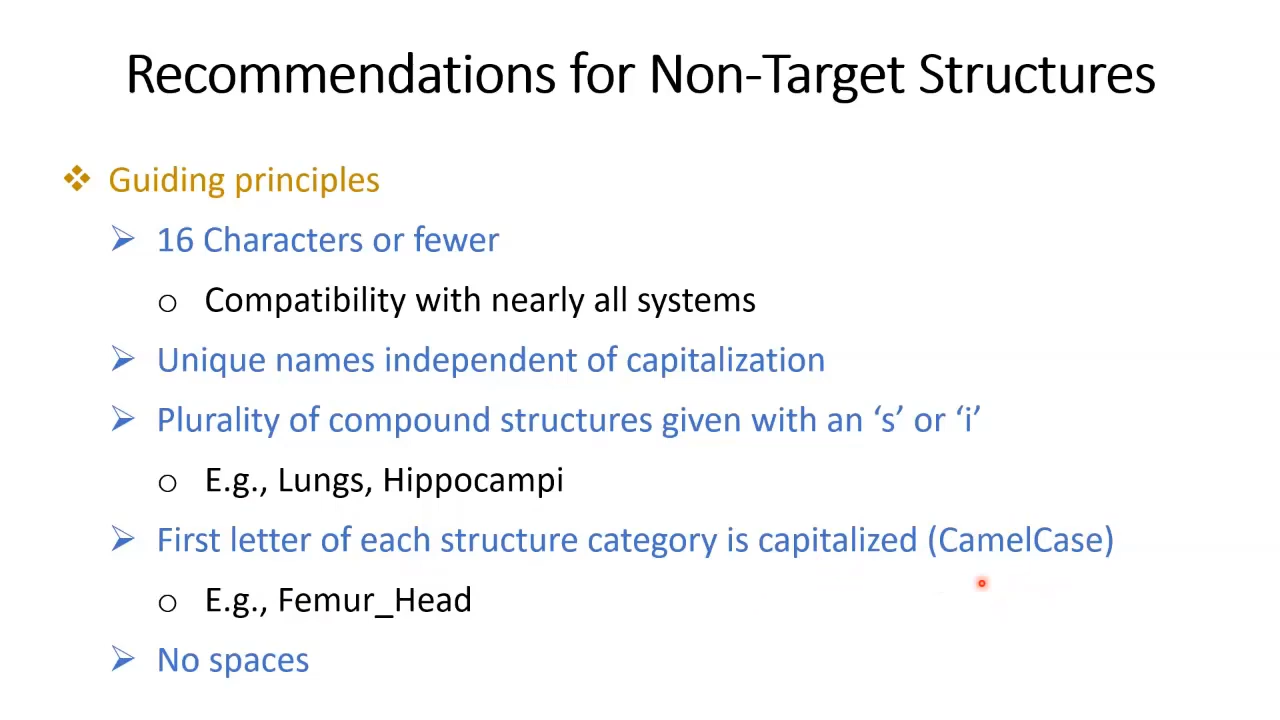 Recommendations for Non-Target Structures
Guiding principles
16 Characters or fewer
Compatibility with nearly all systems
Unique names independent of capitalization
Plurality of compound structures given with an ‘s’ or ‘i’
E.g., Lungs, Hippocampi
First letter of each structure category is capitalized (CamelCase)
E.g., Femur_Head
No spaces